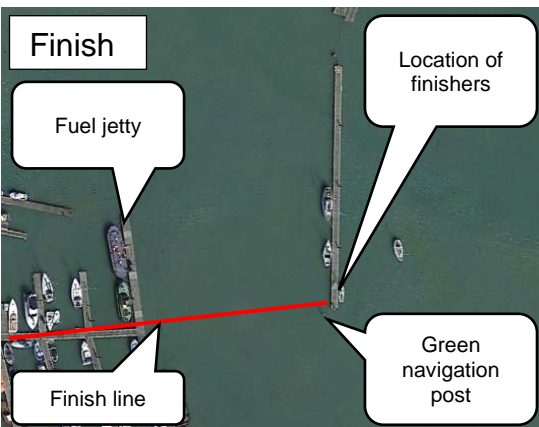 Finish
Location of
finishers
Fuel jetty
Finish line
Green
navigation
post